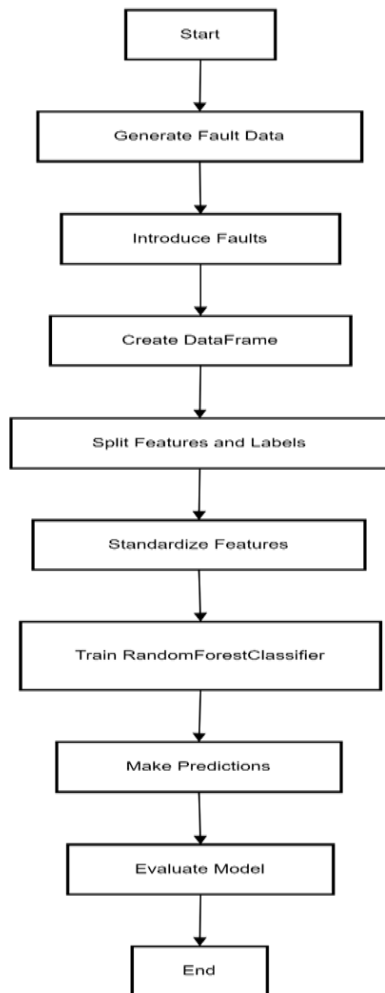 Start
Generate Fault Data
Introduce Faults
Create DataFrame
Split Features and Labels
Standardize Features
Train RandomForestClassifier
Make Predictions
Evaluate Model
End